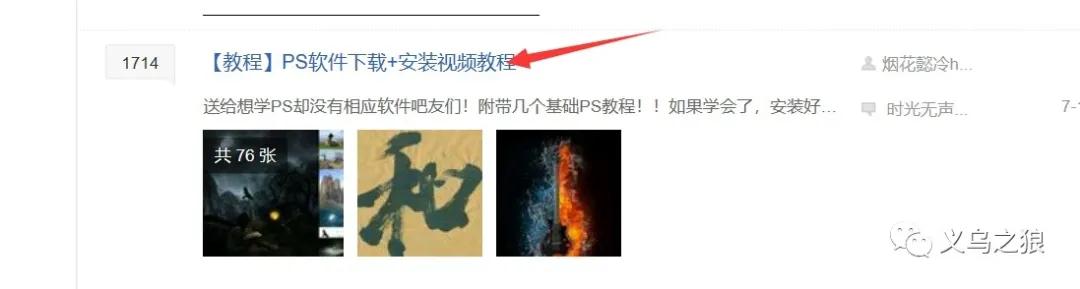 1714
【教程】PS软件下载+安装视频教程
烟花懿冷h...
送给想学PS却没有相应软件吧友们！附带几个基础PS教程！！如果学会了，安装好...
时光无声...
7-1
共 76 张
和
义乌之狼